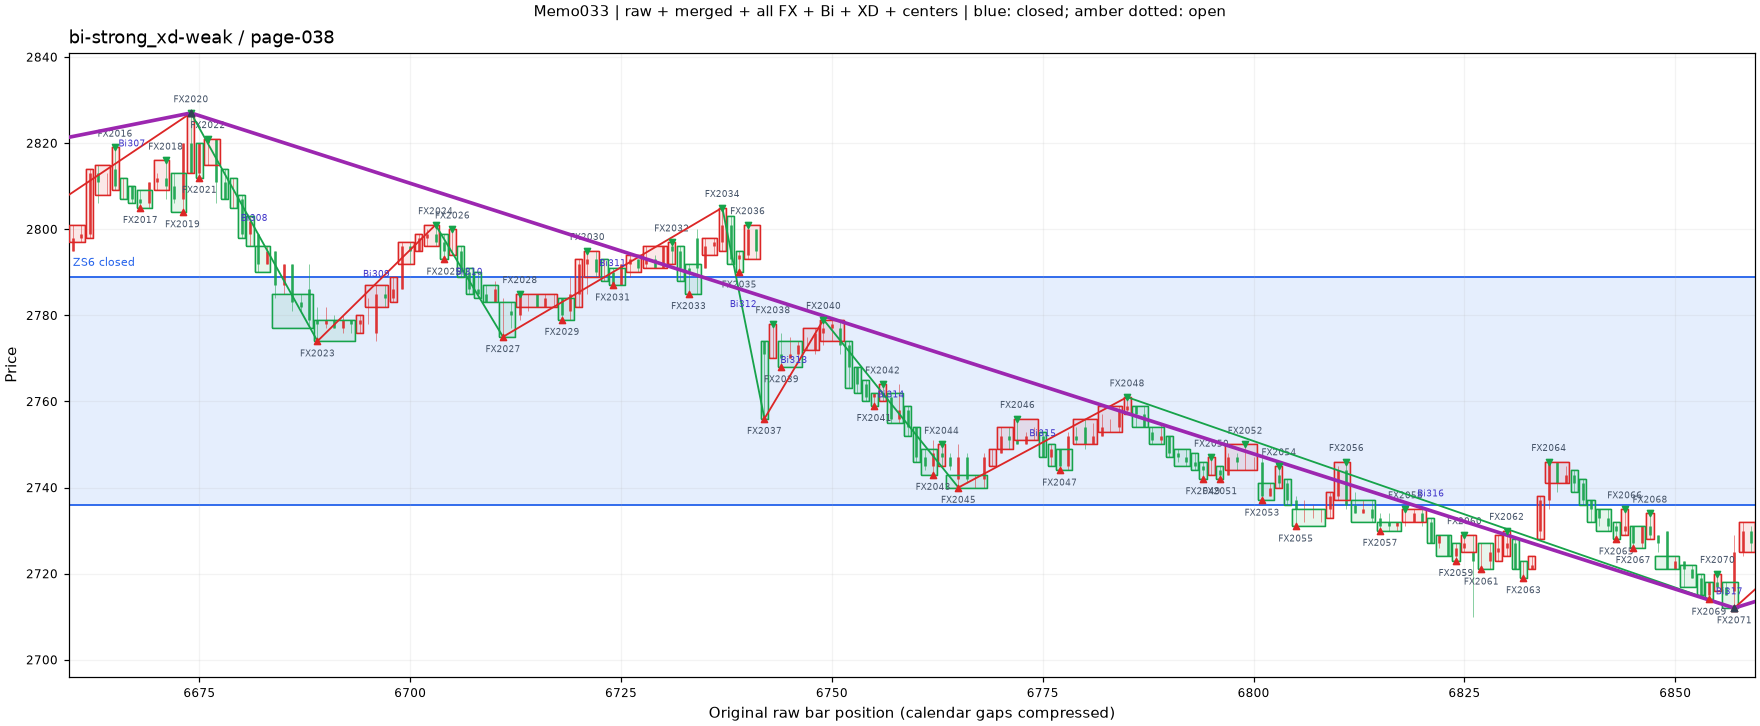 Memo033 | raw + merged + all FX + Bi + XD + centers | blue: closed; amber dotted: open
bi-strong_xd-weak / page-038
2840
2820
2800
2780
2760
2740
2720
2700
Price
6675
6700
6725
6750
6775
6800
6825
6850
Original raw bar position (calendar gaps compressed)
ZS6 closed
FX2016
Bi307
FX2017
FX2018
FX2019
FX2020
FX2021
FX2022
Bi308
FX2023
Bi309
FX2024
FX2026
FX2027
FX2028
FX2029
FX2030
Bi311
FX2031
FX2032
FX2033
FX2034
FX2035
FX2036
Bi312
FX2037
FX2038
FX2039
Bi313
FX2040
FX2041
FX2042
Bi314
FX2043
FX2044
FX2045
FX2046
Bi315
FX2047
FX2048
FX2051
FX2052
FX2053
FX2054
FX2055
FX2056
FX2057
Bi316
FX2059
FX2061
FX2062
FX2063
FX2064
FX2065
FX2066
FX2067
FX2068
FX2069
FX2070
Bi317
FX2071